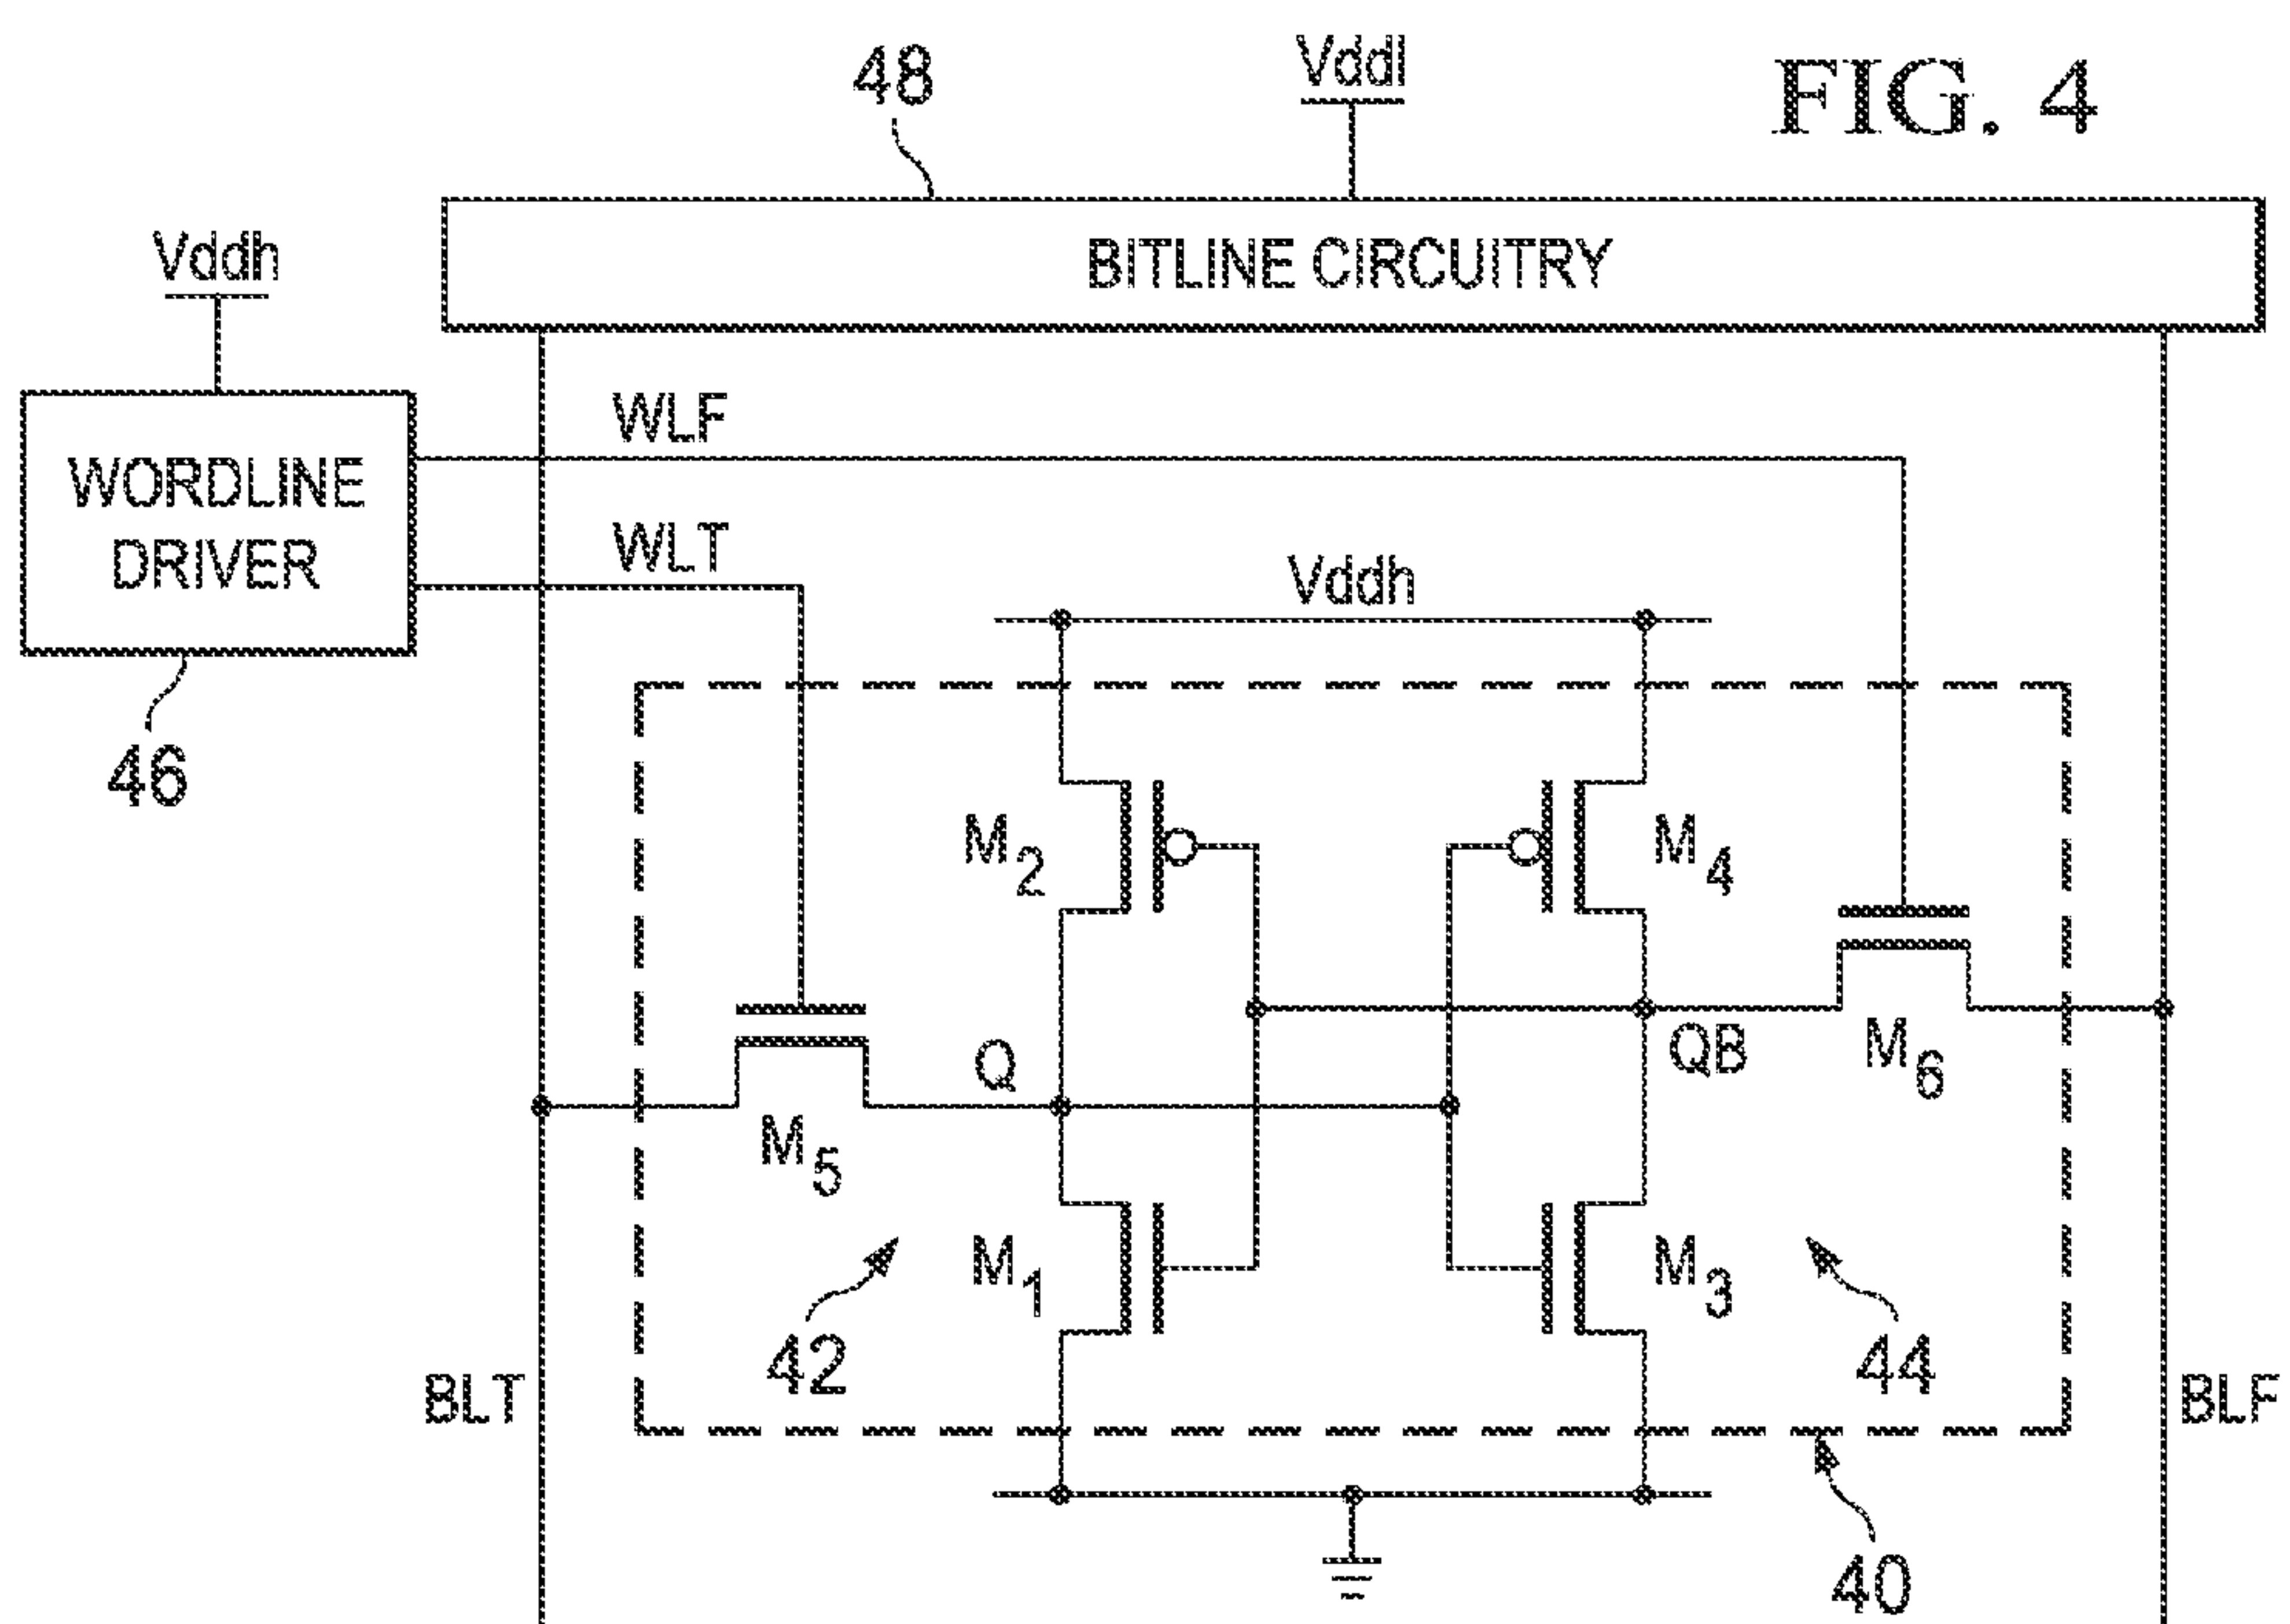 48
Vddl
FIG. 4
Vddh
BITLINE CIRCUITRY
WORDLINE
DRIVER
WLF
WLT
Vddh
46
M2
M4
Q
QB
M6
M5
M1
M3
42
44
BLT
BLF
40